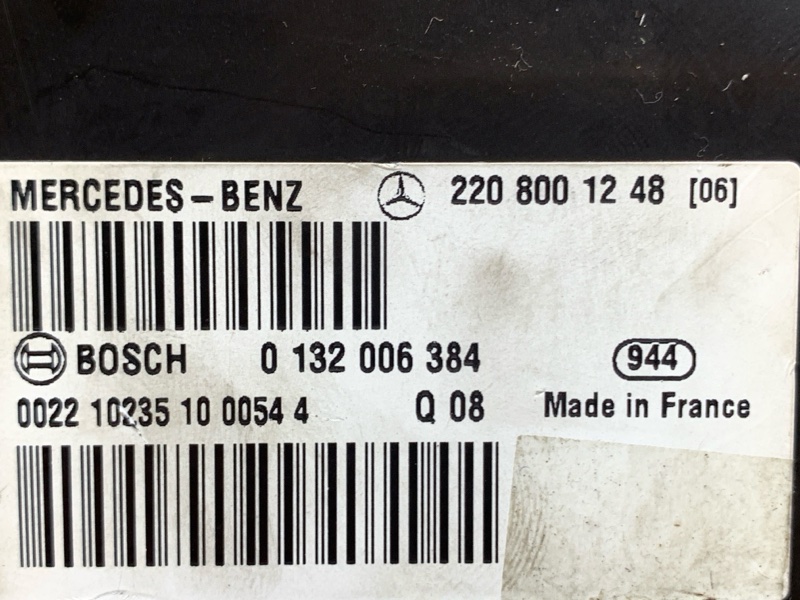 MERCEDES-BENZ 220 800 12 48 [06]
BOSCH 0 132 006 384 944
0022 10235 10 0054 4 Q 08 Made in France